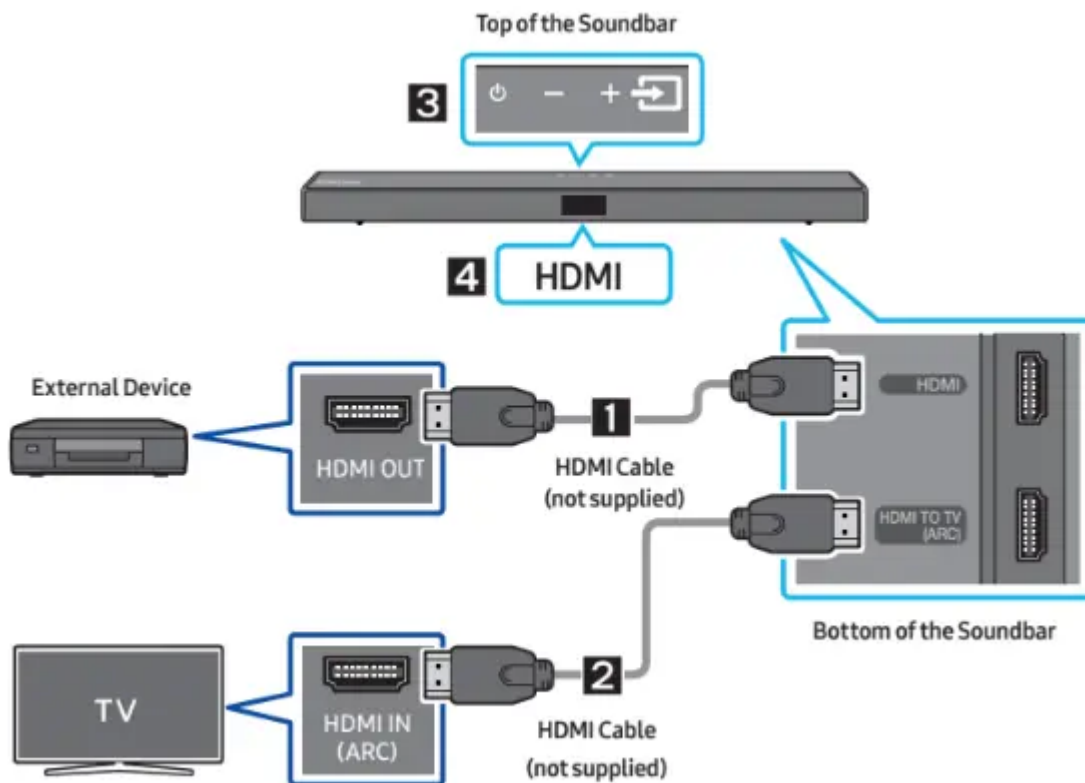 Top of the Soundbar
3
− +
4 HDMI
External Device
HDMI OUT
1
HDMI Cable
(not supplied)
HDMI
HDMI TO TV
(ARC)
Bottom of the Soundbar
TV
HDMI IN
(ARC)
2
HDMI Cable
(not supplied)